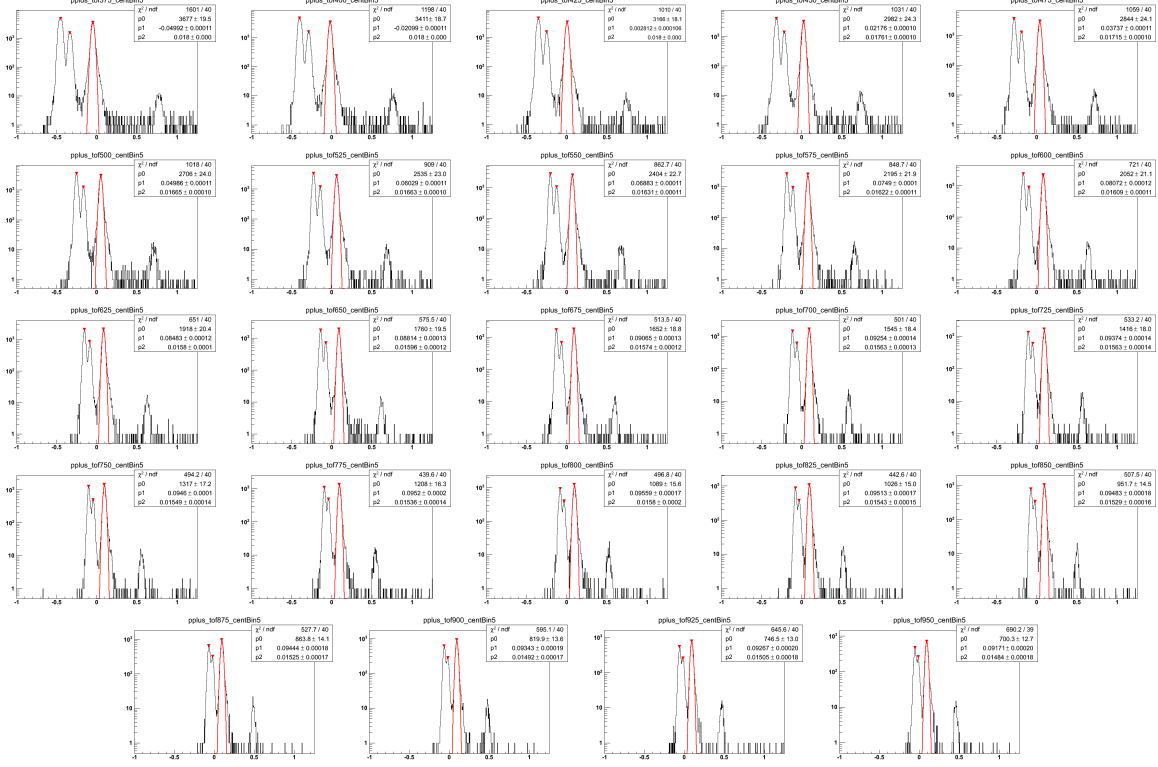 pplus_tof375_centBin5
χ² / ndf 1601 / 40
p0 3677 ± 19.5
p1 -0.04992 ± 0.00011
p2 0.018 ± 0.000
pplus_tof400_centBin5
χ² / ndf 1198 / 40
p0 3411 ± 18.7
p1 -0.02099 ± 0.00011
p2 0.018 ± 0.000
pplus_tof425_centBin5
χ² / ndf 1010 / 40
p0 3166 ± 18.1
p1 0.002812 ± 0.000106
p2 0.018 ± 0.000
χ² / ndf 1031 / 40
p0 2982 ± 24.3
p1 0.02176 ± 0.00010
p2 0.01761 ± 0.00010
χ² / ndf 1059 / 40
p0 2844 ± 24.1
p1 0.03737 ± 0.00011
p2 0.01715 ± 0.00010
pplus_tof500_centBin5
χ² / ndf 1018 / 40
p0 2706 ± 24.0
p1 0.04986 ± 0.00011
p2 0.01665 ± 0.00010
pplus_tof525_centBin5
χ² / ndf 909 / 40
p0 2535 ± 23.0
p1 0.06029 ± 0.00011
p2 0.01663 ± 0.00010
pplus_tof550_centBin5
χ² / ndf 862.7 / 40
p0 2404 ± 22.7
p1 0.06883 ± 0.00011
p2 0.01631 ± 0.00011
pplus_tof575_centBin5
χ² / ndf 848.7 / 40
p0 2195 ± 21.9
p1 0.0749 ± 0.0001
p2 0.01622 ± 0.00011
pplus_tof600_centBin5
χ² / ndf 721 / 40
p0 2052 ± 21.1
p1 0.08072 ± 0.00012
p2 0.01609 ± 0.00011
pplus_tof625_centBin5
χ² / ndf 651 / 40
p0 1918 ± 20.4
p1 0.08483 ± 0.00012
p2 0.0158 ± 0.0001
pplus_tof650_centBin5
χ² / ndf 575.5 / 40
p0 1760 ± 19.5
p1 0.08814 ± 0.00013
p2 0.01596 ± 0.00012
pplus_tof675_centBin5
χ² / ndf 513.5 / 40
p0 1652 ± 18.8
p1 0.09065 ± 0.00013
p2 0.01574 ± 0.00012
pplus_tof700_centBin5
χ² / ndf 501 / 40
p0 1545 ± 18.4
p1 0.09254 ± 0.00014
p2 0.01563 ± 0.00013
pplus_tof725_centBin5
χ² / ndf 533.2 / 40
p0 1416 ± 18.0
p1 0.09374 ± 0.00014
p2 0.01563 ± 0.00014
pplus_tof750_centBin5
χ² / ndf 494.2 / 40
p0 1317 ± 17.2
p1 0.0946 ± 0.0001
p2 0.01549 ± 0.00014
pplus_tof775_centBin5
χ² / ndf 439.6 / 40
p0 1208 ± 16.3
p1 0.0952 ± 0.0002
p2 0.01536 ± 0.00014
pplus_tof800_centBin5
χ² / ndf 496.8 / 40
p0 1089 ± 15.6
p1 0.09559 ± 0.00017
p2 0.0158 ± 0.0002
pplus_tof825_centBin5
χ² / ndf 442.6 / 40
p0 1026 ± 15.0
p1 0.09513 ± 0.00017
p2 0.01543 ± 0.00015
pplus_tof850_centBin5
χ² / ndf 507.5 / 40
p0 951.7 ± 14.5
p1 0.09483 ± 0.00018
p2 0.01529 ± 0.00016
pplus_tof875_centBin5
χ² / ndf 527.7 / 40
p0 863.8 ± 14.1
p1 0.09444 ± 0.00018
p2 0.01525 ± 0.00017
pplus_tof900_centBin5
χ² / ndf 595.1 / 40
p0 819.9 ± 13.6
p1 0.09343 ± 0.00019
p2 0.01492 ± 0.00017
pplus_tof925_centBin5
χ² / ndf 645.6 / 40
p0 746.5 ± 13.0
p1 0.09267 ± 0.00020
p2 0.01505 ± 0.00018
pplus_tof950_centBin5
χ² / ndf 690.2 / 39
p0 700.3 ± 12.7
p1 0.09171 ± 0.00020
p2 0.01484 ± 0.00018